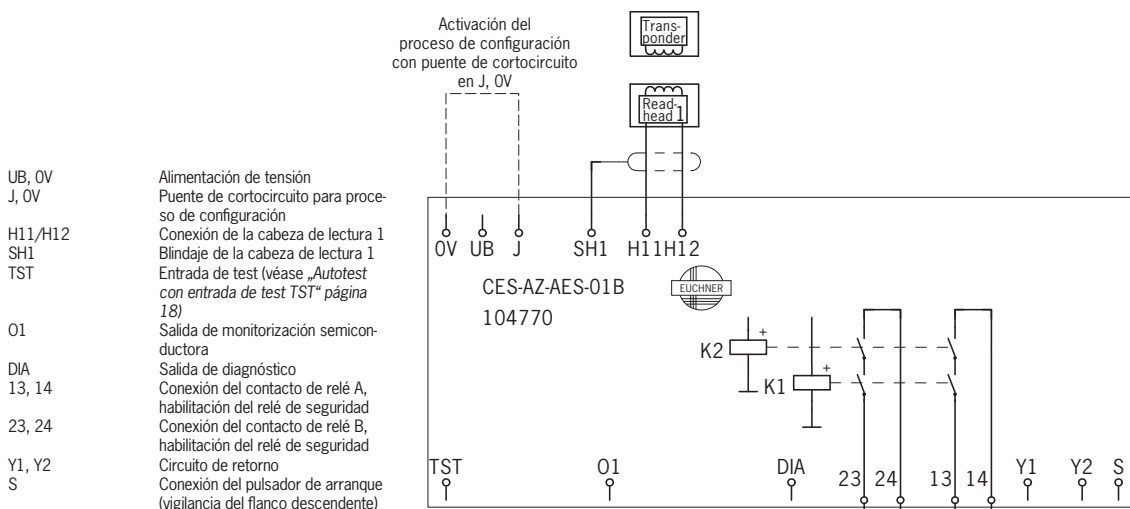 Activación del
proceso de configuración
con puente de cortocircuito
en J, 0V
Trans-
ponder
Read-
head 1
UB, 0V Alimentación de tensión
J, 0V Puente de cortocircuito para proce-
so de configuración
H11/H12 Conexión de la cabeza de lectura 1
SH1 Blindaje de la cabeza de lectura 1
TST Entrada de test (véase „Autotest
con entrada de test TST“ página
18)
O1 Salida de monitorización semicon-
ductora
DIA Salida de diagnóstico
13, 14 Conexión del contacto de relé A,
habilitación del relé de seguridad
23, 24 Conexión del contacto de relé B,
habilitación del relé de seguridad
Y1, Y2 Circuito de retorno
S Conexión del pulsador de arranque
(vigilancia del flanco descendente)
0V UB J SH1 H11 H12
CES-AZ-AES-01B
104770
EUCHNER
K2 +
K1 +
TST O1 DIA 23 24 13 14 Y1 Y2 S